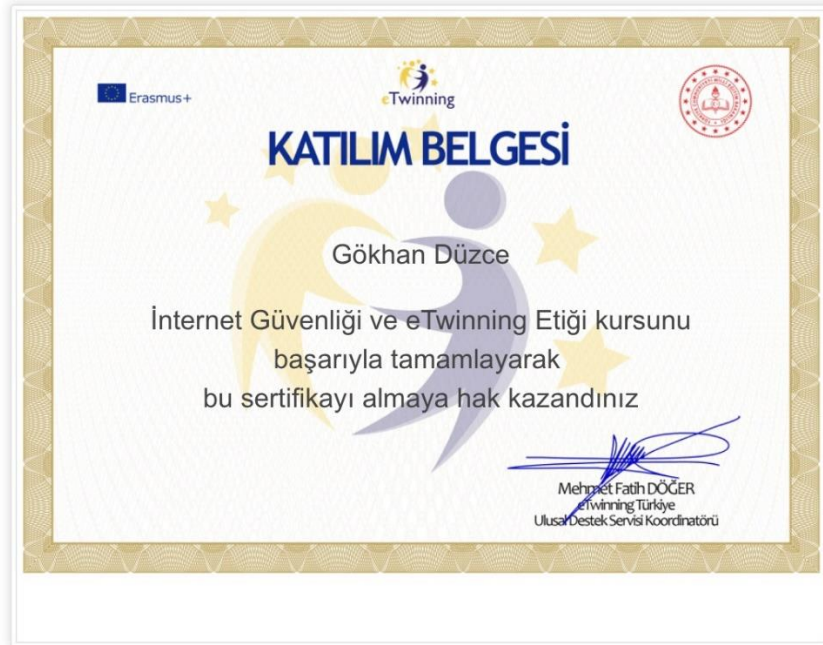 Erasmus+
eTwinning
KATILIM BELGESİ
Gökhan Düzce
İnternet Güvenliği ve eTwinning Etiği kursunu
başarıyla tamamlayarak
bu sertifikayı almaya hak kazandınız
Mehmet Fatih DÖĞER
eTwinning Türkiye
Ulusal Destek Servisi Koordinatörü